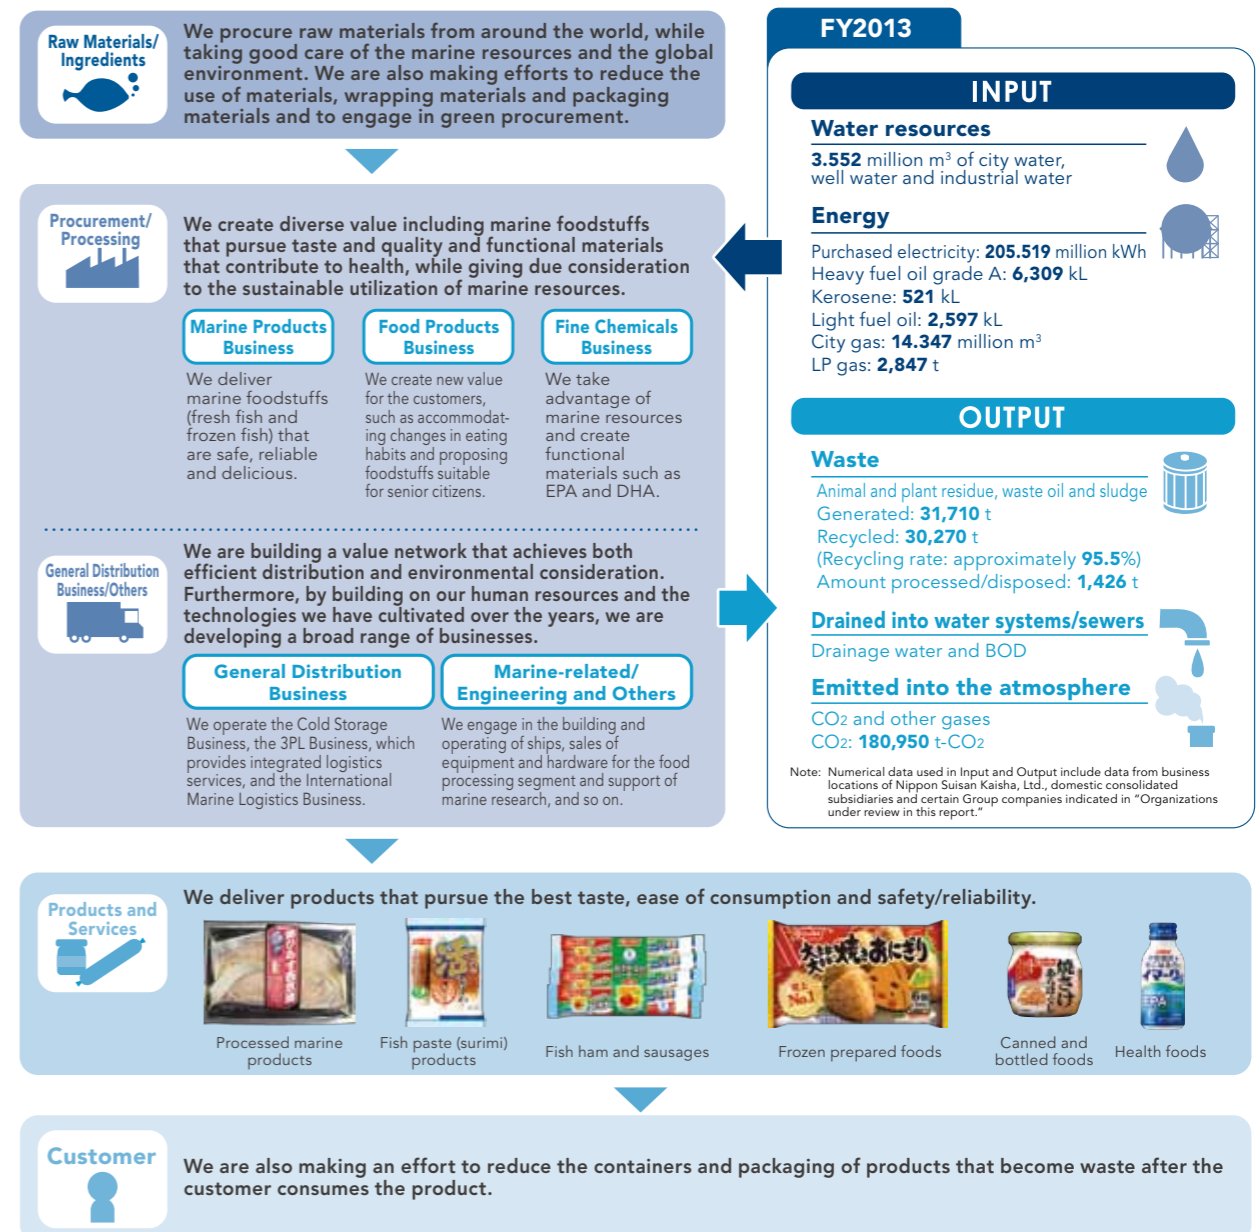 Raw Materials/
Ingredients
We procure raw materials from around the world, while
taking good care of the marine resources and the global
environment. We are also making efforts to reduce the
use of materials, wrapping materials and packaging
materials and to engage in green procurement.
Procurement/
Processing
We create diverse value including marine foodstuffs
that pursue taste and quality and functional materials
that contribute to health, while giving due consideration
to the sustainable utilization of marine resources.
Marine Products
Business
We deliver
marine foodstuffs
(fresh fish and
frozen fish) that
are safe, reliable
and delicious.
Food Products
Business
We create new value
for the customers,
such as accommodat-
ing changes in eating
habits and proposing
foodstuffs suitable
for senior citizens.
Fine Chemicals
Business
We take
advantage of
marine resources
and create
functional
materials such as
EPA and DHA.
General Distribution
Business/Others
We are building a value network that achieves both
efficient distribution and environmental consideration.
Furthermore, by building on our human resources and the
technologies we have cultivated over the years, we are
developing a broad range of businesses.
General Distribution
Business
We operate the Cold Storage
Business, the 3PL Business, which
provides integrated logistics
services, and the International
Marine Logistics Business.
Marine-related/
Engineering and Others
We engage in the building and
operating of ships, sales of
equipment and hardware for the food
processing segment and support of
marine research, and so on.
FY2013
INPUT
Water resources
3.552 million m³ of city water,
well water and industrial water
Energy
Purchased electricity: 205.519 million kWh
Heavy fuel oil grade A: 6,309 kL
Kerosene: 521 kL
Light fuel oil: 2,597 kL
City gas: 14.347 million m³
LP gas: 2,847 t
OUTPUT
Waste
Animal and plant residue, waste oil and sludge
Generated: 31,710 t
Recycled: 30,270 t
(Recycling rate: approximately 95.5%)
Amount processed/disposed: 1,426 t
Drained into water systems/sewers
Drainage water and BOD
Emitted into the atmosphere
CO2 and other gases
CO2: 180,950 t-CO2
Note: Numerical data used in Input and Output include data from business
locations of Nippon Suisan Kaisha, Ltd., domestic consolidated
subsidiaries and certain Group companies indicated in “Organizations
under review in this report.”
Products and
Services
We deliver products that pursue the best taste, ease of consumption and safety/reliability.
焼きおにぎり
No.1
EPA
Processed marine
products
Fish paste (surimi)
products
Fish ham and sausages
Frozen prepared foods
Canned and
bottled foods
Health foods
Customer
We are also making an effort to reduce the containers and packaging of products that become waste after the
customer consumes the product.